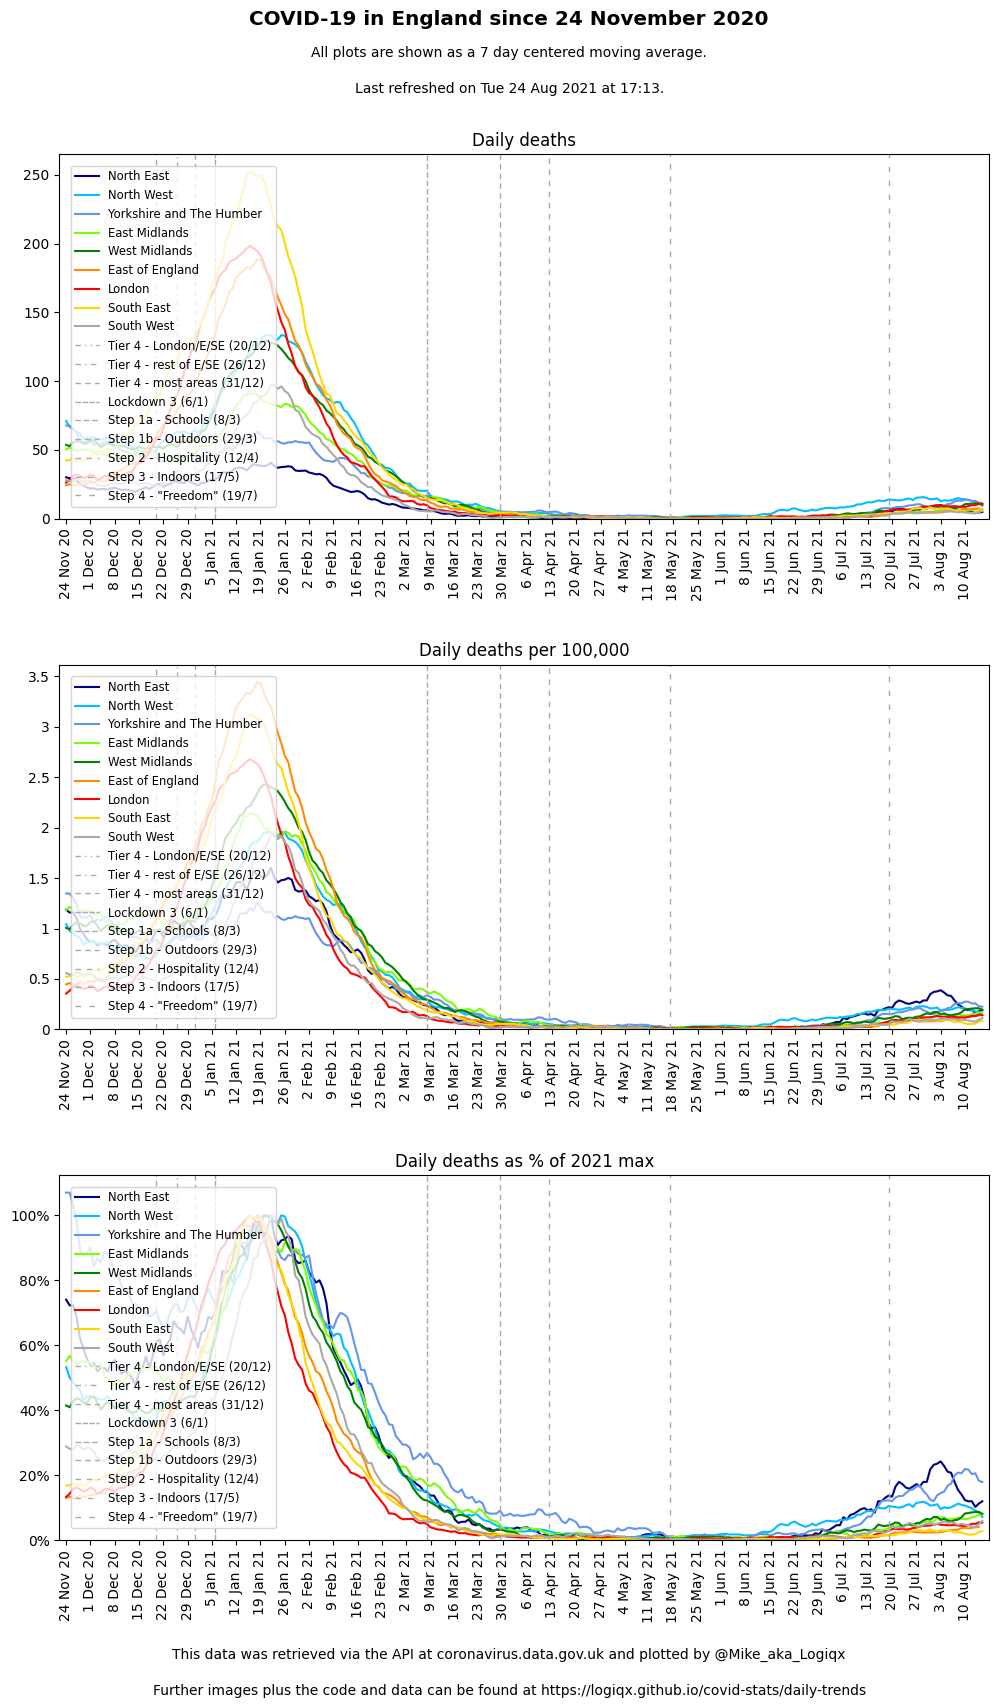 COVID-19 in England since 24 November 2020
All plots are shown as a 7 day centered moving average.
Last refreshed on Tue 24 Aug 2021 at 17:13.
Daily deaths
250
200
150
100
50
0
North East
North West
Yorkshire and The Humber
East Midlands
West Midlands
East of England
London
South East
South West
Tier 4 - London/E/SE (20/12)
Tier 4 - rest of E/SE (26/12)
Tier 4 - most areas (31/12)
Lockdown 3 (6/1)
Step 1a - Schools (8/3)
Step 1b - Outdoors (29/3)
Step 2 - Hospitality (12/4)
Step 3 - Indoors (17/5)
Step 4 - "Freedom" (19/7)
24 Nov 20
1 Dec 20
8 Dec 20
15 Dec 20
22 Dec 20
29 Dec 20
5 Jan 21
12 Jan 21
19 Jan 21
26 Jan 21
2 Feb 21
9 Feb 21
16 Feb 21
23 Feb 21
2 Mar 21
9 Mar 21
16 Mar 21
23 Mar 21
30 Mar 21
6 Apr 21
13 Apr 21
20 Apr 21
27 Apr 21
4 May 21
11 May 21
18 May 21
25 May 21
1 Jun 21
8 Jun 21
15 Jun 21
22 Jun 21
29 Jun 21
6 Jul 21
13 Jul 21
20 Jul 21
27 Jul 21
3 Aug 21
10 Aug 21
Daily deaths per 100,000
3.5
3
2.5
2
1.5
1
0.5
0
North East
North West
Yorkshire and The Humber
East Midlands
West Midlands
East of England
London
South East
South West
Tier 4 - London/E/SE (20/12)
Tier 4 - rest of E/SE (26/12)
Tier 4 - most areas (31/12)
Lockdown 3 (6/1)
Step 1a - Schools (8/3)
Step 1b - Outdoors (29/3)
Step 2 - Hospitality (12/4)
Step 3 - Indoors (17/5)
Step 4 - "Freedom" (19/7)
24 Nov 20
1 Dec 20
8 Dec 20
15 Dec 20
22 Dec 20
29 Dec 20
5 Jan 21
12 Jan 21
19 Jan 21
26 Jan 21
2 Feb 21
9 Feb 21
16 Feb 21
23 Feb 21
2 Mar 21
9 Mar 21
16 Mar 21
23 Mar 21
30 Mar 21
6 Apr 21
13 Apr 21
20 Apr 21
27 Apr 21
4 May 21
11 May 21
18 May 21
25 May 21
1 Jun 21
8 Jun 21
15 Jun 21
22 Jun 21
29 Jun 21
6 Jul 21
13 Jul 21
20 Jul 21
27 Jul 21
3 Aug 21
10 Aug 21
Daily deaths as % of 2021 max
100%
80%
60%
40%
20%
0%
North East
North West
Yorkshire and The Humber
East Midlands
West Midlands
East of England
London
South East
South West
Tier 4 - London/E/SE (20/12)
Tier 4 - rest of E/SE (26/12)
Tier 4 - most areas (31/12)
Lockdown 3 (6/1)
Step 1a - Schools (8/3)
Step 1b - Outdoors (29/3)
Step 2 - Hospitality (12/4)
Step 3 - Indoors (17/5)
Step 4 - "Freedom" (19/7)
24 Nov 20
1 Dec 20
8 Dec 20
15 Dec 20
22 Dec 20
29 Dec 20
5 Jan 21
12 Jan 21
19 Jan 21
26 Jan 21
2 Feb 21
9 Feb 21
16 Feb 21
23 Feb 21
2 Mar 21
9 Mar 21
16 Mar 21
23 Mar 21
30 Mar 21
6 Apr 21
13 Apr 21
20 Apr 21
27 Apr 21
4 May 21
11 May 21
18 May 21
25 May 21
1 Jun 21
8 Jun 21
15 Jun 21
22 Jun 21
29 Jun 21
6 Jul 21
13 Jul 21
20 Jul 21
27 Jul 21
3 Aug 21
10 Aug 21
This data was retrieved via the API at coronavirus.data.gov.uk and plotted by @Mike_aka_Logiqx
Further images plus the code and data can be found at https://logiqx.github.io/covid-stats/daily-trends